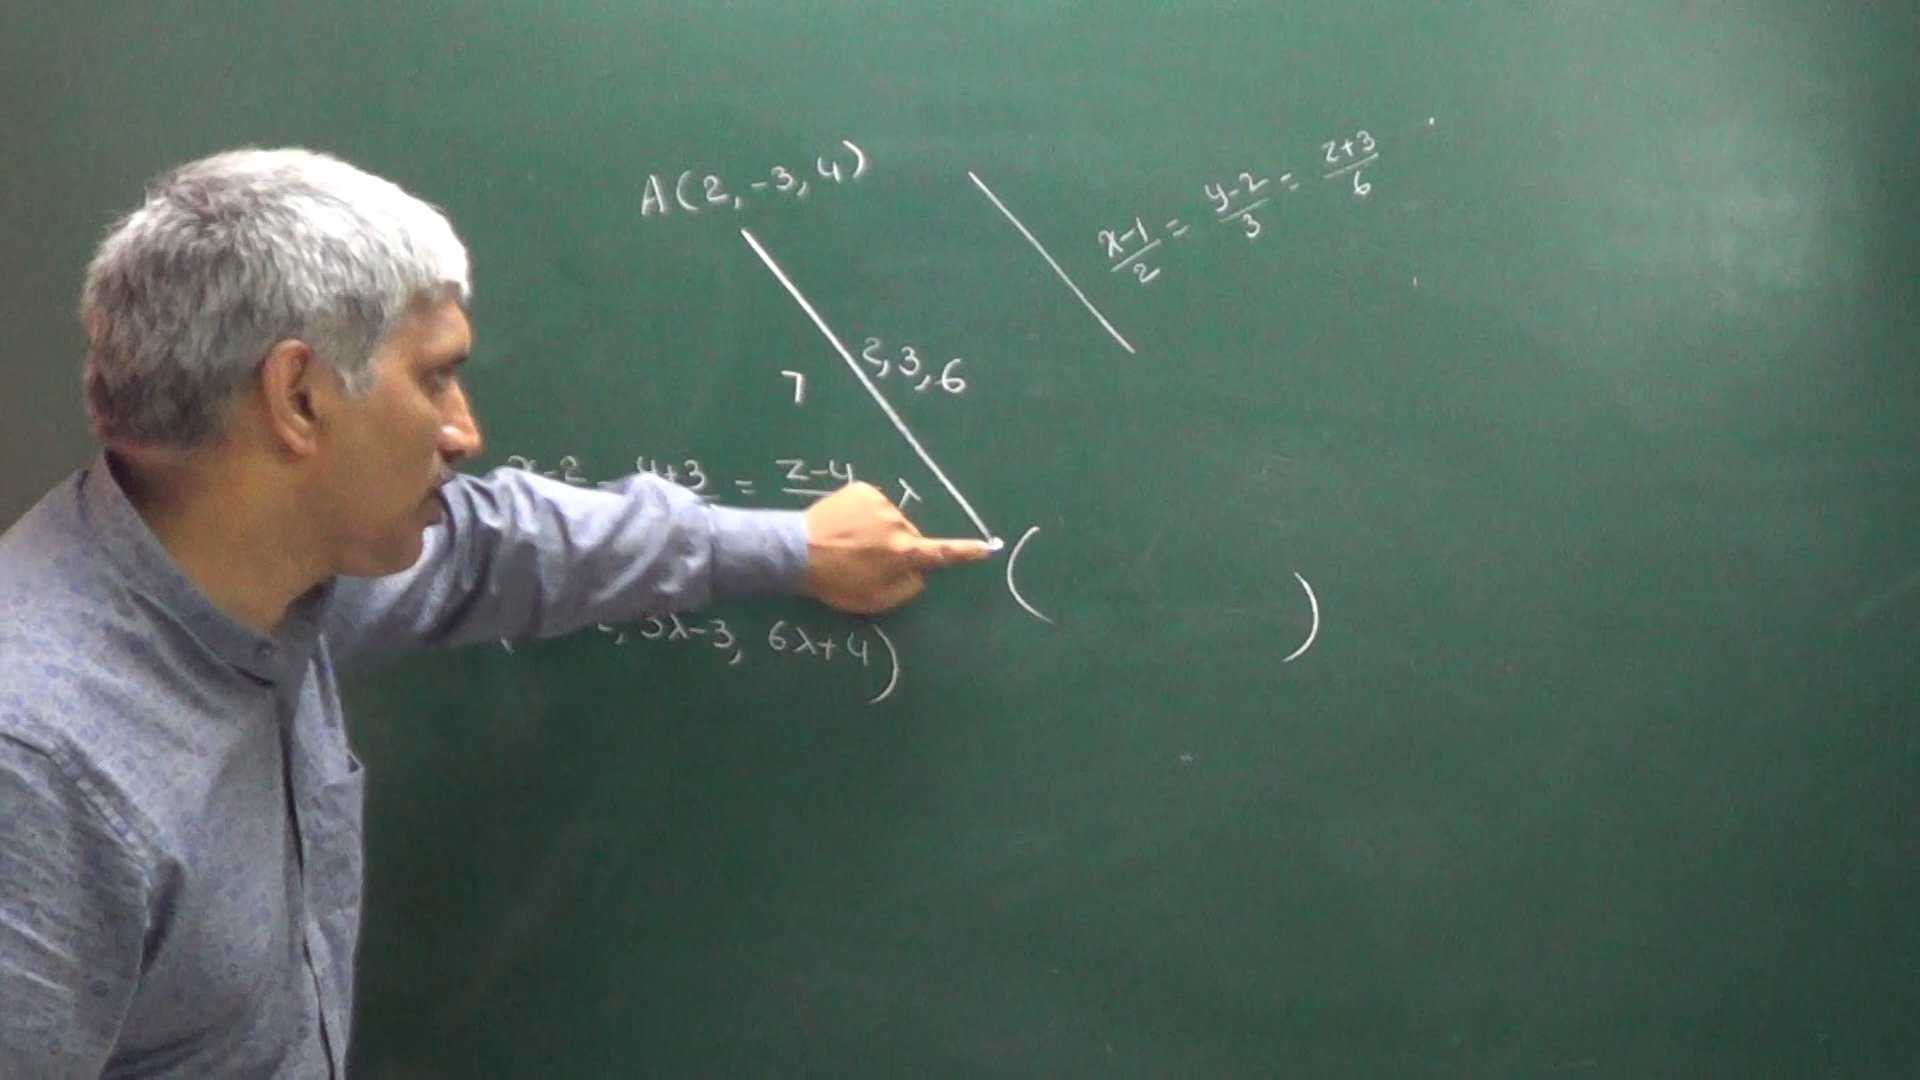 A(2,-3,4)
x-1/2 = y-2/3 = z+3/6
7
2,3,6
x-2 = y+3 = z-4 λ
, 3λ-3, 6λ+4)
( )